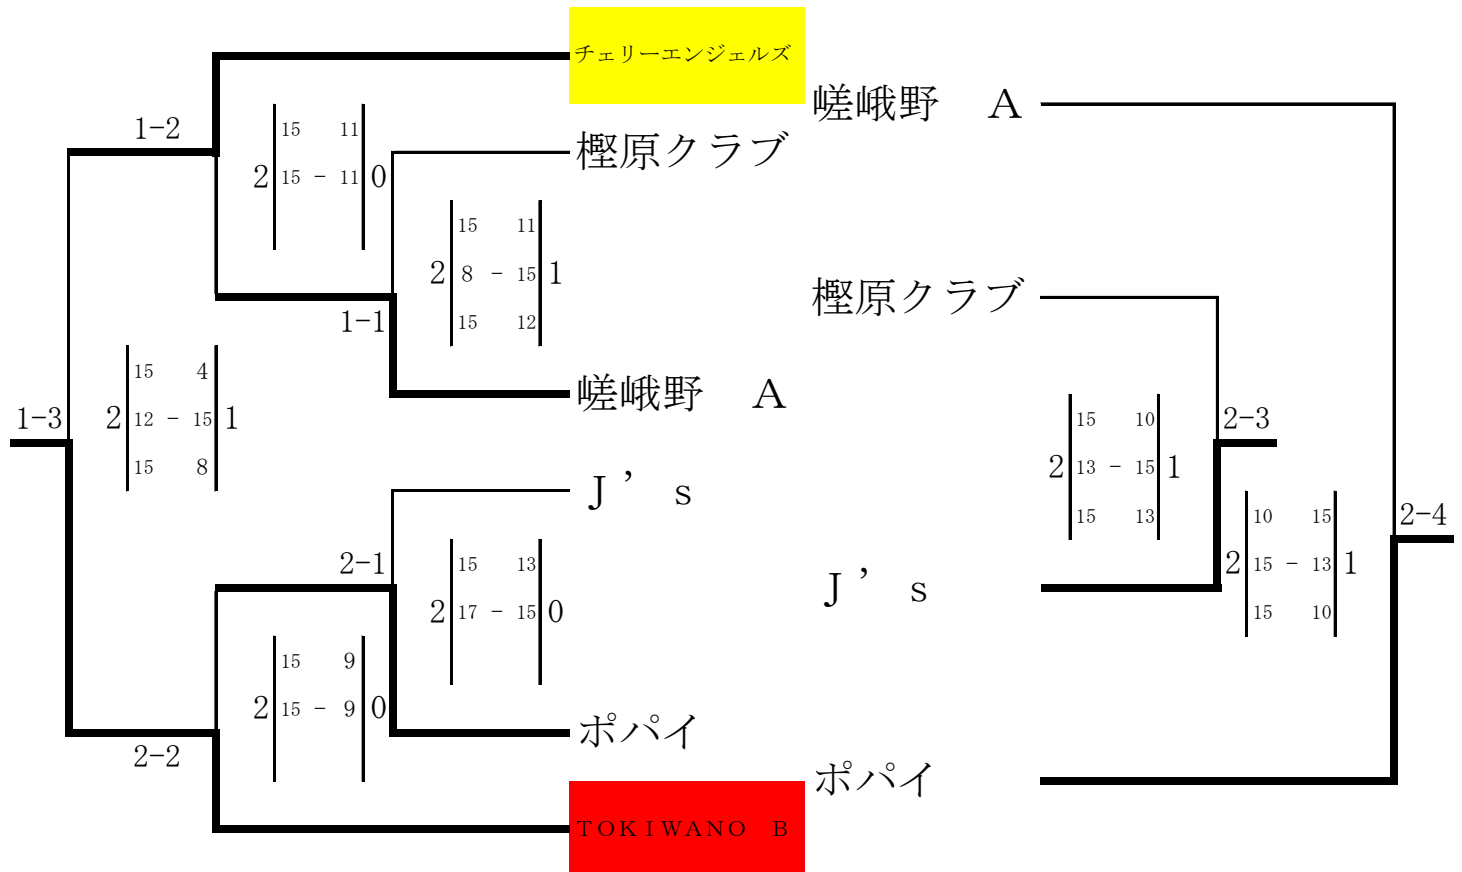 チェリーエンジェルズ
嵯峨野　A
1-2
15 11
樫原クラブ
2 15 - 11 0
15 11
2 8 - 15 1
樫原クラブ
1-1
15 12
15 4
嵯峨野　A
1-3
2 12 - 15 1
15 10
2-3
15 8
2 13 - 15 1
J’s
15 13
10 15
2-4
2-1
15 13
2 15 - 13 1
J’s
2 17 - 15 0
15 10
15 9
2 15 - 9 0
ポパイ
2-2
ポパイ
TOKIWANO　B